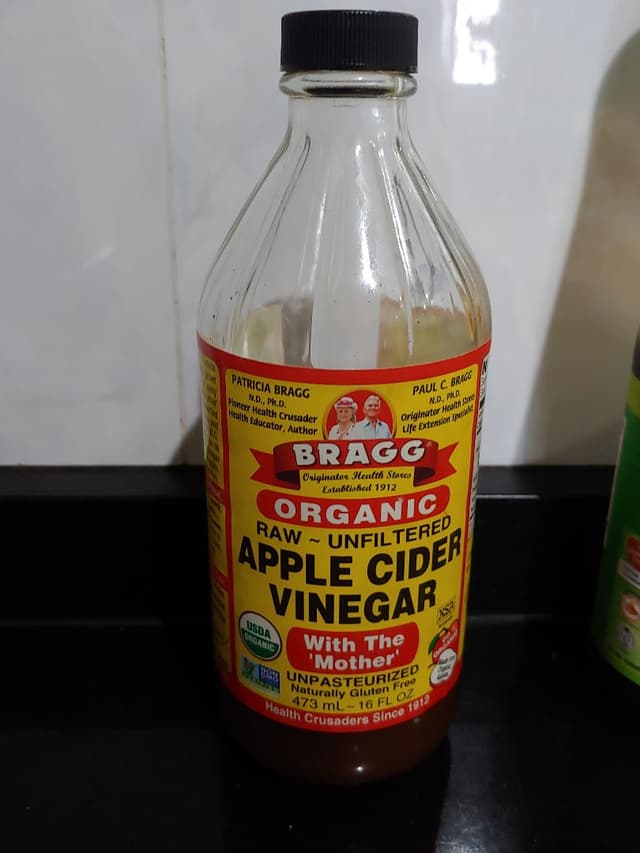 PATRICIA BRAGG
N.D., Ph.D.
Pioneer Health Crusader
Health Educator, Author
PAUL C. BRAGG
N.D., Ph.D.
Originator Health Stores
Life Extension Specialist
BRAGG
Originator Health Stores
Established 1912
ORGANIC
RAW ~ UNFILTERED
APPLE CIDER
VINEGAR
USDA
ORGANIC
With The
'Mother'
NON
GMO
UNPASTEURIZED
Naturally Gluten Free
473 mL ~ 16 FL OZ
Health Crusaders Since 1912